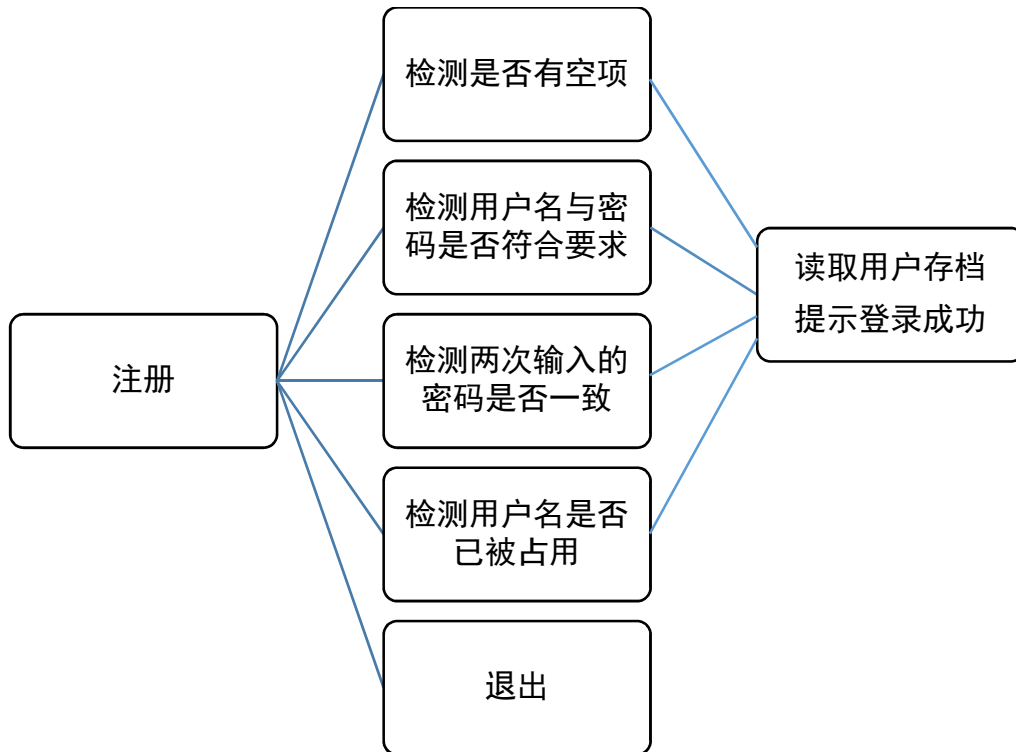 检测是否有空项
检测用户名与密
码是否符合要求
读取用户存档
提示登录成功
注册
检测两次输入的
密码是否一致
检测用户名是否
已被占用
退出